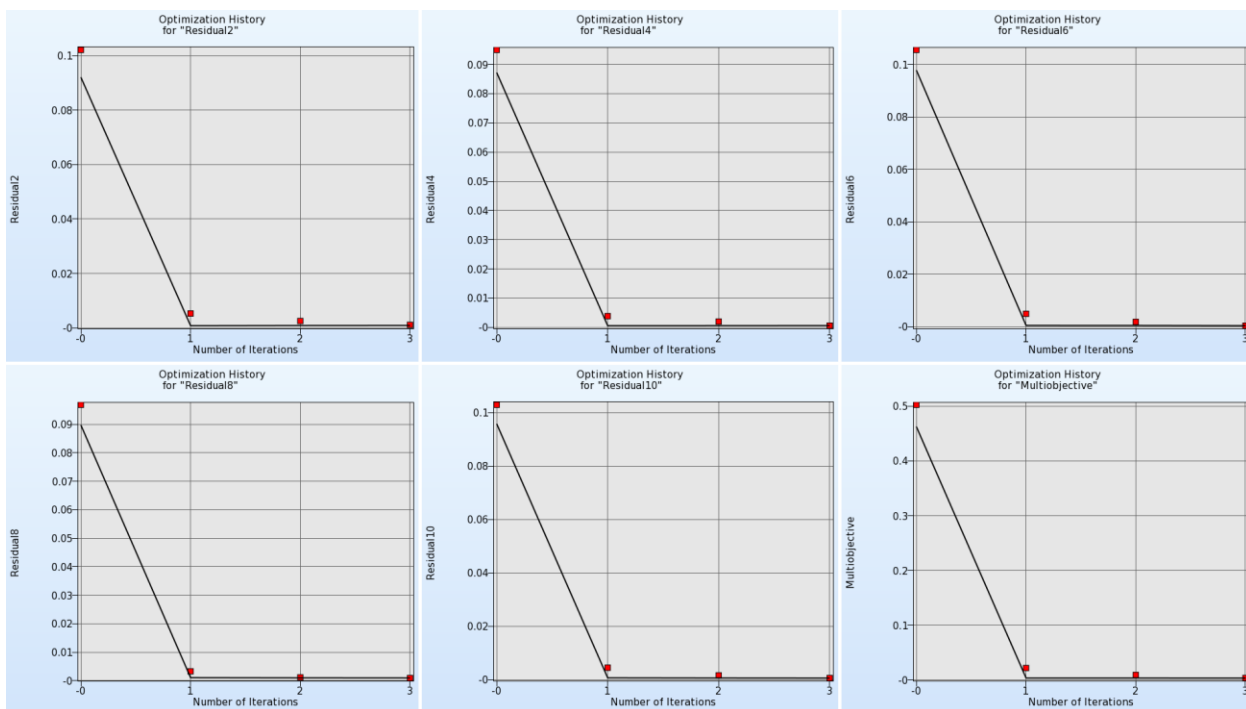 Optimization History
for "Residual2"
0.1
0.08
0.06
0.04
0.02
-0
Residual2
-0 1 2 3
Number of Iterations
Optimization History
for "Residual4"
0.09
0.08
0.07
0.06
0.05
0.04
0.03
0.02
0.01
-0
Residual4
-0 1 2 3
Number of Iterations
Optimization History
for "Residual6"
0.1
0.08
0.06
0.04
0.02
-0
Residual6
-0 1 2 3
Number of Iterations
Optimization History
for "Residual8"
0.09
0.08
0.07
0.06
0.05
0.04
0.03
0.02
0.01
-0
Residual8
-0 1 2 3
Number of Iterations
Optimization History
for "Residual10"
0.1
0.08
0.06
0.04
0.02
-0
Residual10
-0 1 2 3
Number of Iterations
Optimization History
for "Multiobjective"
0.5
0.4
0.3
0.2
0.1
-0
Multiobjective
-0 1 2 3
Number of Iterations